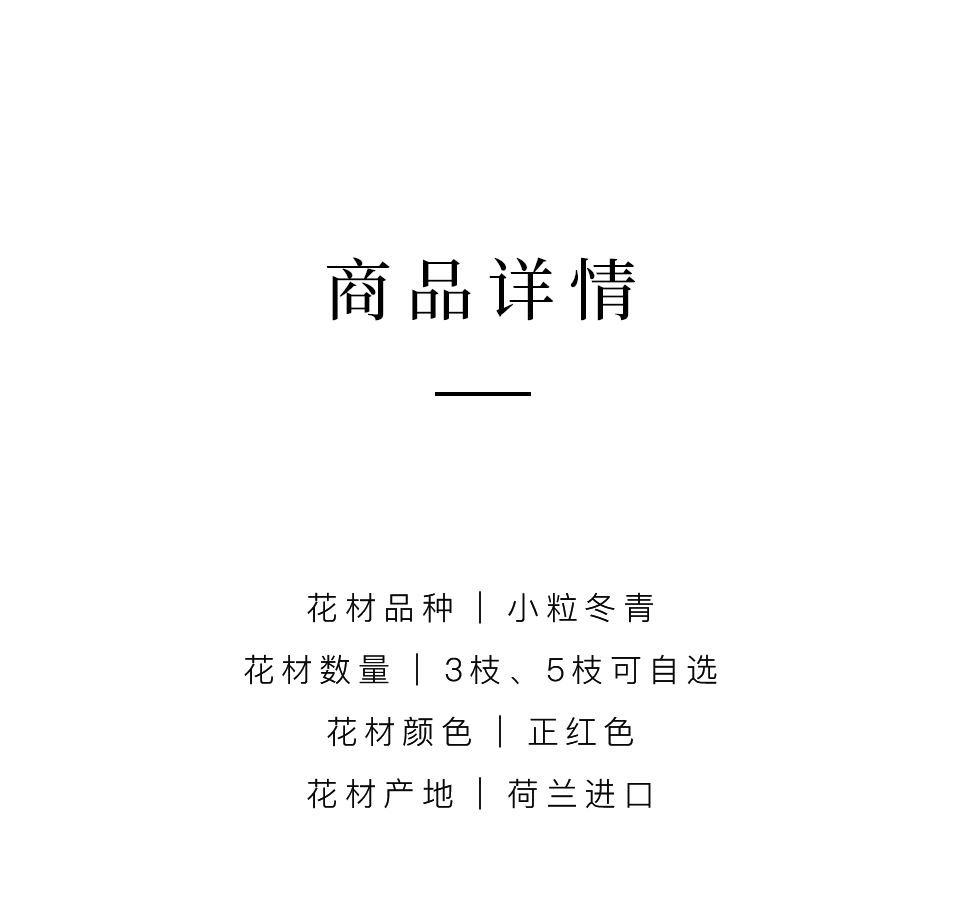 商品详情
花材品种｜小粒冬青
花材数量｜3枝、5枝可自选
花材颜色｜正红色
花材产地｜荷兰进口